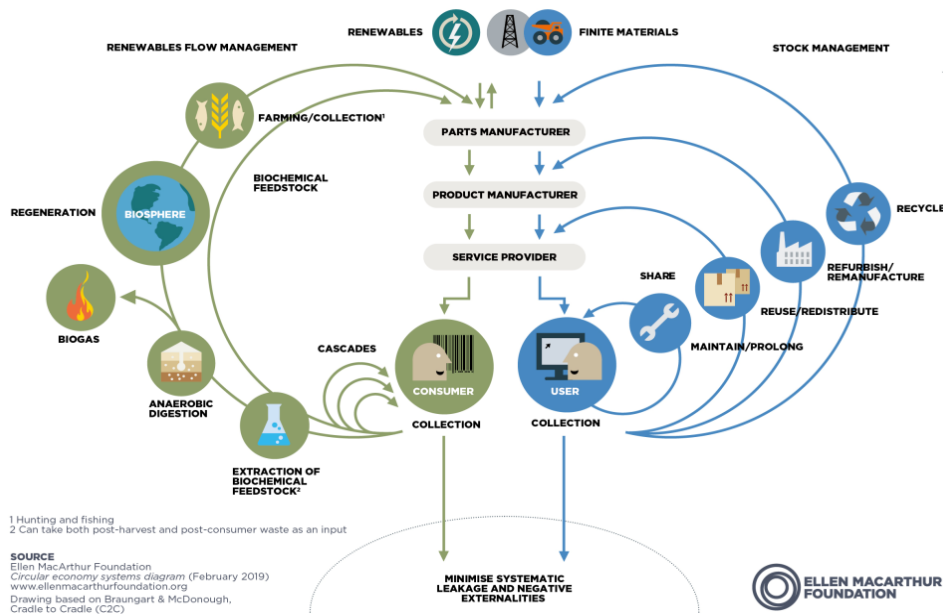 RENEWABLES
FINITE MATERIALS
RENEWABLES FLOW MANAGEMENT
STOCK MANAGEMENT
FARMING/COLLECTION¹
PARTS MANUFACTURER
BIOCHEMICAL
FEEDSTOCK
PRODUCT MANUFACTURER
REGENERATION
BIOSPHERE
RECYCLE
SERVICE PROVIDER
SHARE
REFURBISH/
REMANUFACTURE
REUSE/REDISTRIBUTE
BIOGAS
MAINTAIN/PROLONG
CASCADES
CONSUMER
USER
ANAEROBIC
DIGESTION
COLLECTION
COLLECTION
EXTRACTION OF
BIOCHEMICAL
FEEDSTOCK²
1 Hunting and fishing
2 Can take both post-harvest and post-consumer waste as an input
SOURCE
Ellen MacArthur Foundation
Circular economy systems diagram (February 2019)
www.ellenmacarthurfoundation.org
Drawing based on Braungart & McDonough,
Cradle to Cradle (C2C)
MINIMISE SYSTEMATIC
LEAKAGE AND NEGATIVE
EXTERNALITIES
ELLEN MACARTHUR
FOUNDATION